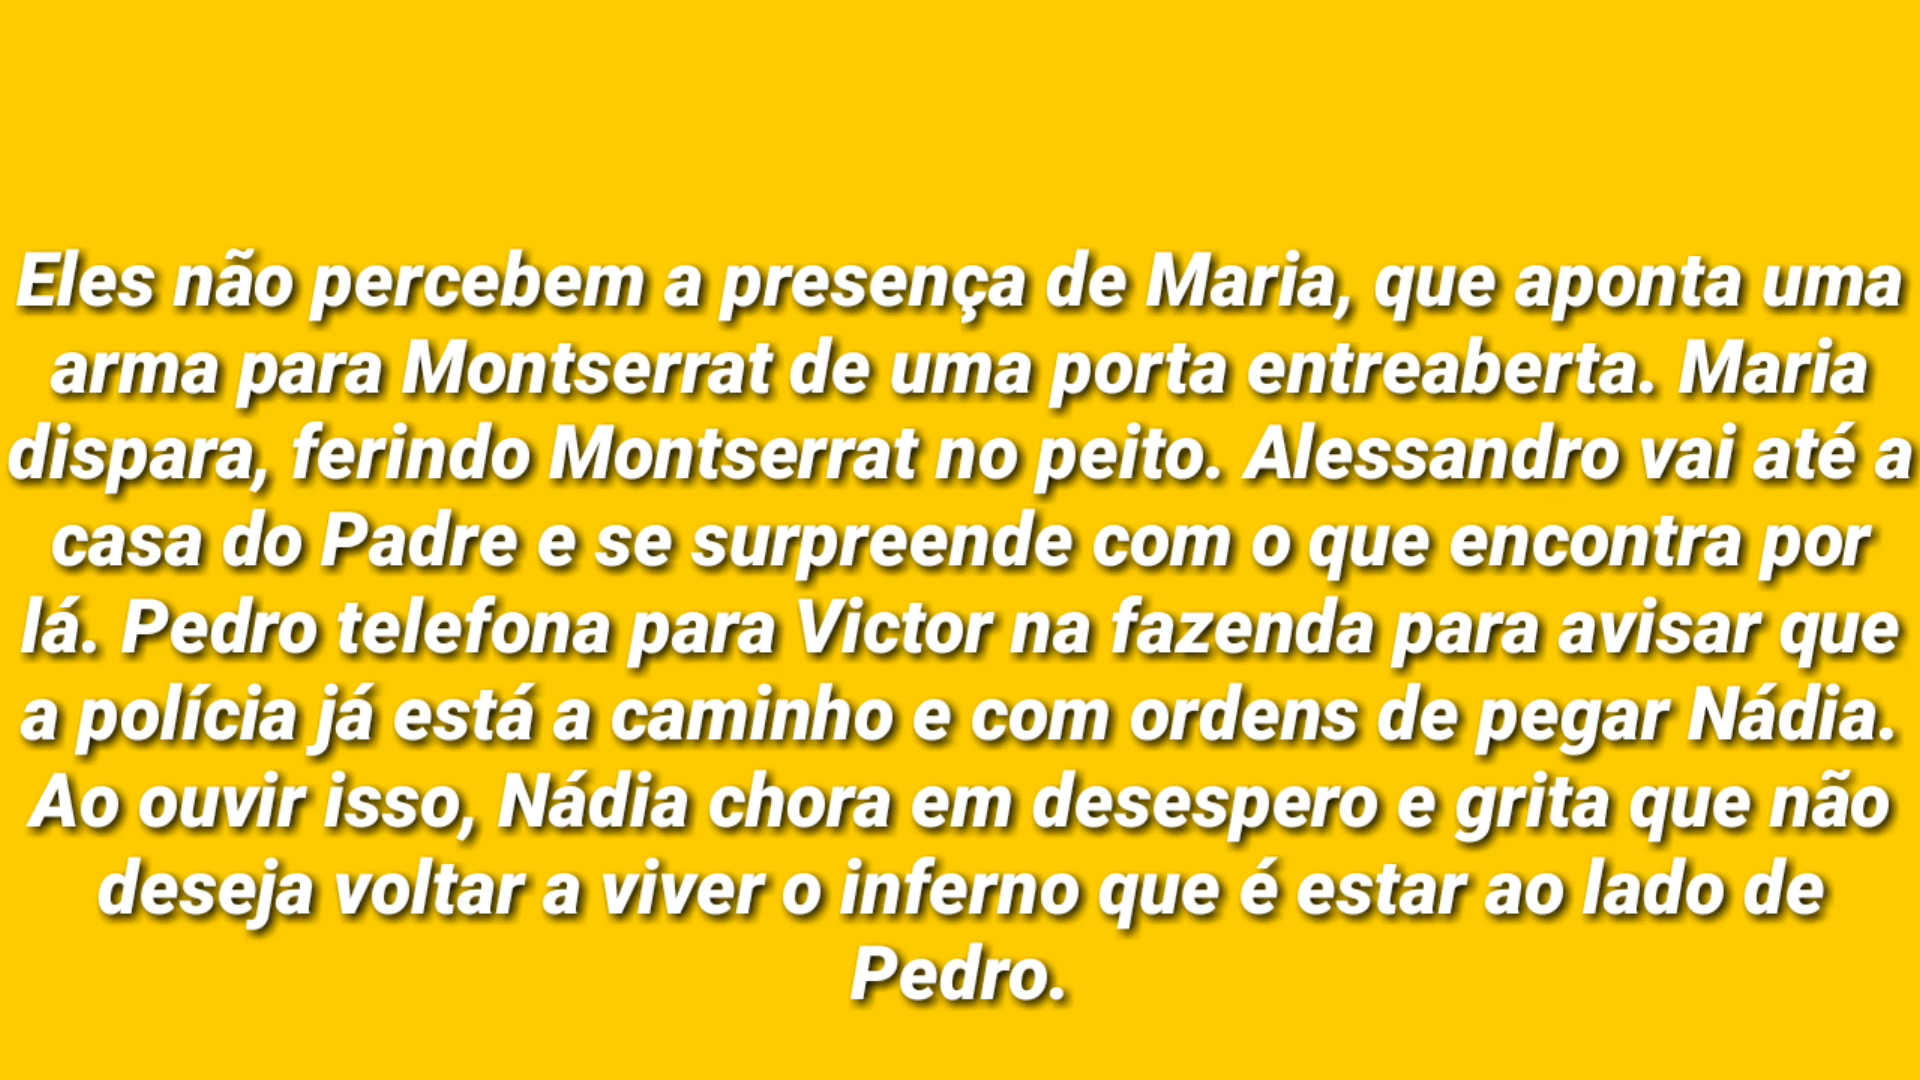 Eles não percebem a presença de Maria, que aponta uma
arma para Montserrat de uma porta entreaberta. Maria
dispara, ferindo Montserrat no peito. Alessandro vai até a
casa do Padre e se surpreende com o que encontra por
lá. Pedro telefona para Victor na fazenda para avisar que
a polícia já está a caminho e com ordens de pegar Nádia.
Ao ouvir isso, Nádia chora em desespero e grita que não
deseja voltar a viver o inferno que é estar ao lado de
Pedro.